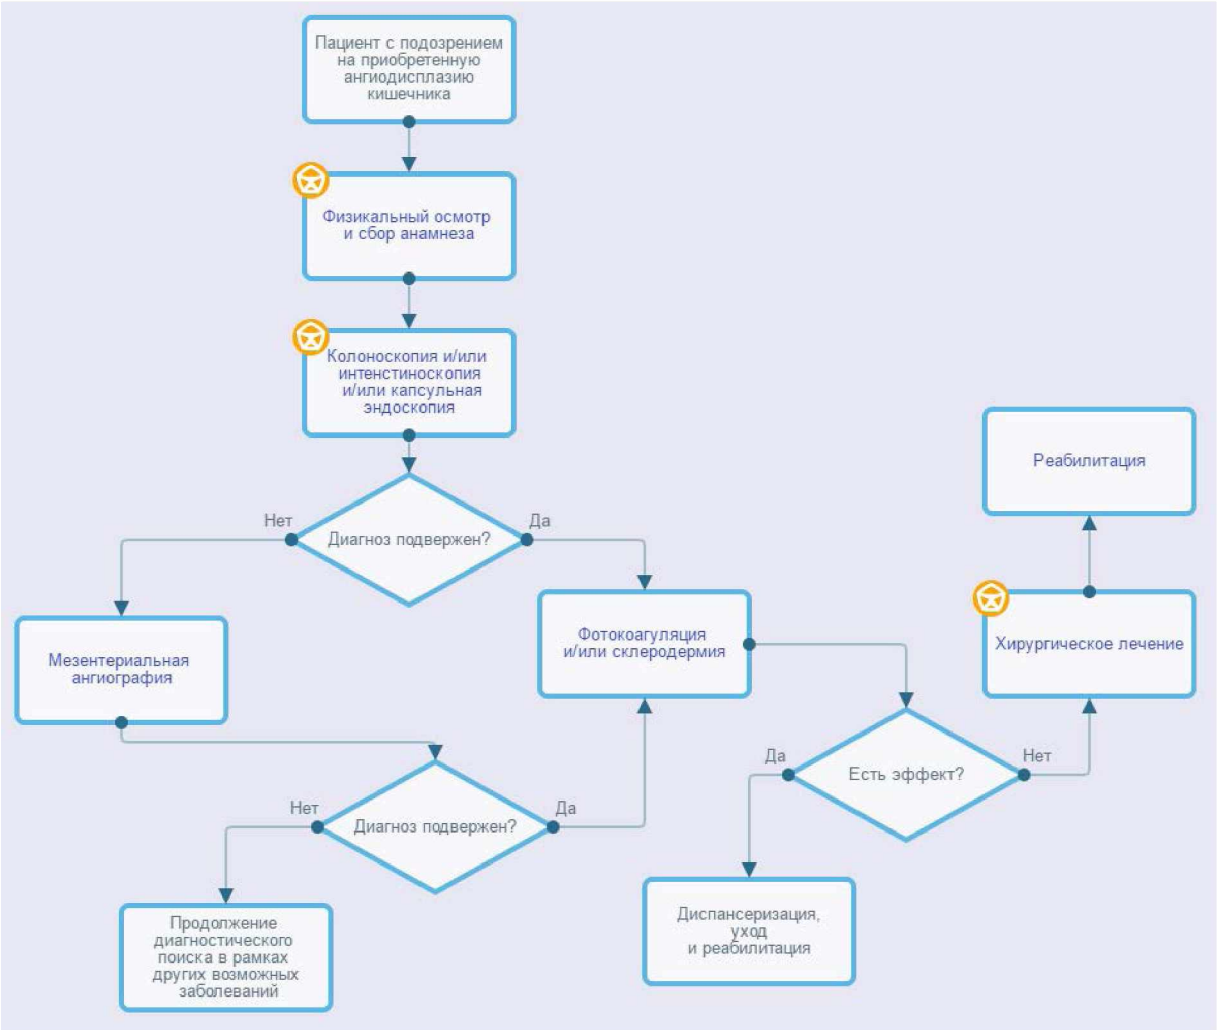 Пациент с подозрением
на приобретенную
ангиодисплазию
кишечника
Физикальный осмотр
и сбор анамнеза
Колоноскопия и/или
интенстиноскопия
и/или капсульная
эндоскопия
Диагноз подвержен?
Нет
Да
Мезентериальная
ангиография
Фотокоагуляция
и/или склеродермия
Диагноз подвержен?
Нет
Да
Продолжение
диагностического
поиска в рамках
других возможных
заболеваний
Есть эффект?
Да
Нет
Диспансеризация,
уход
и реабилитация
Хирургическое лечение
Реабилитация